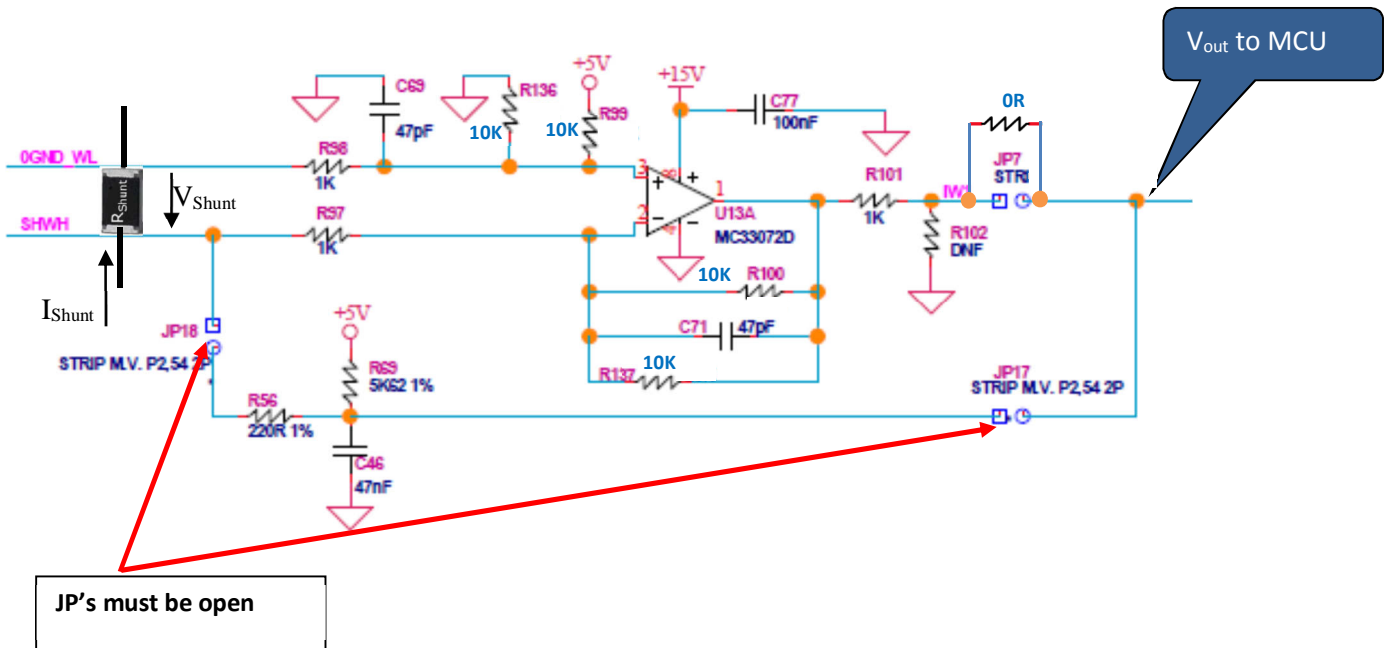 Vout to MCU
+5V
+15V
0R
C69
47pF
R136
10K
10K
R99
C77
100nF
0GND_WL
R98
1K
JP7
STRI
RShunt
VShunt
3
8
+
+
1
R101
1K
IW
SHWH
R97
1K
2
−
4
−
U13A
MC33072D
R102
DNF
10K
R100
IShunt
+5V
C71
47pF
JP18
STRIP M.V. P2,54 2P
R69
5K62 1%
10K
R137
JP17
STRIP M.V. P2,54 2P
R56
220R 1%
C46
47nF
JP's must be open